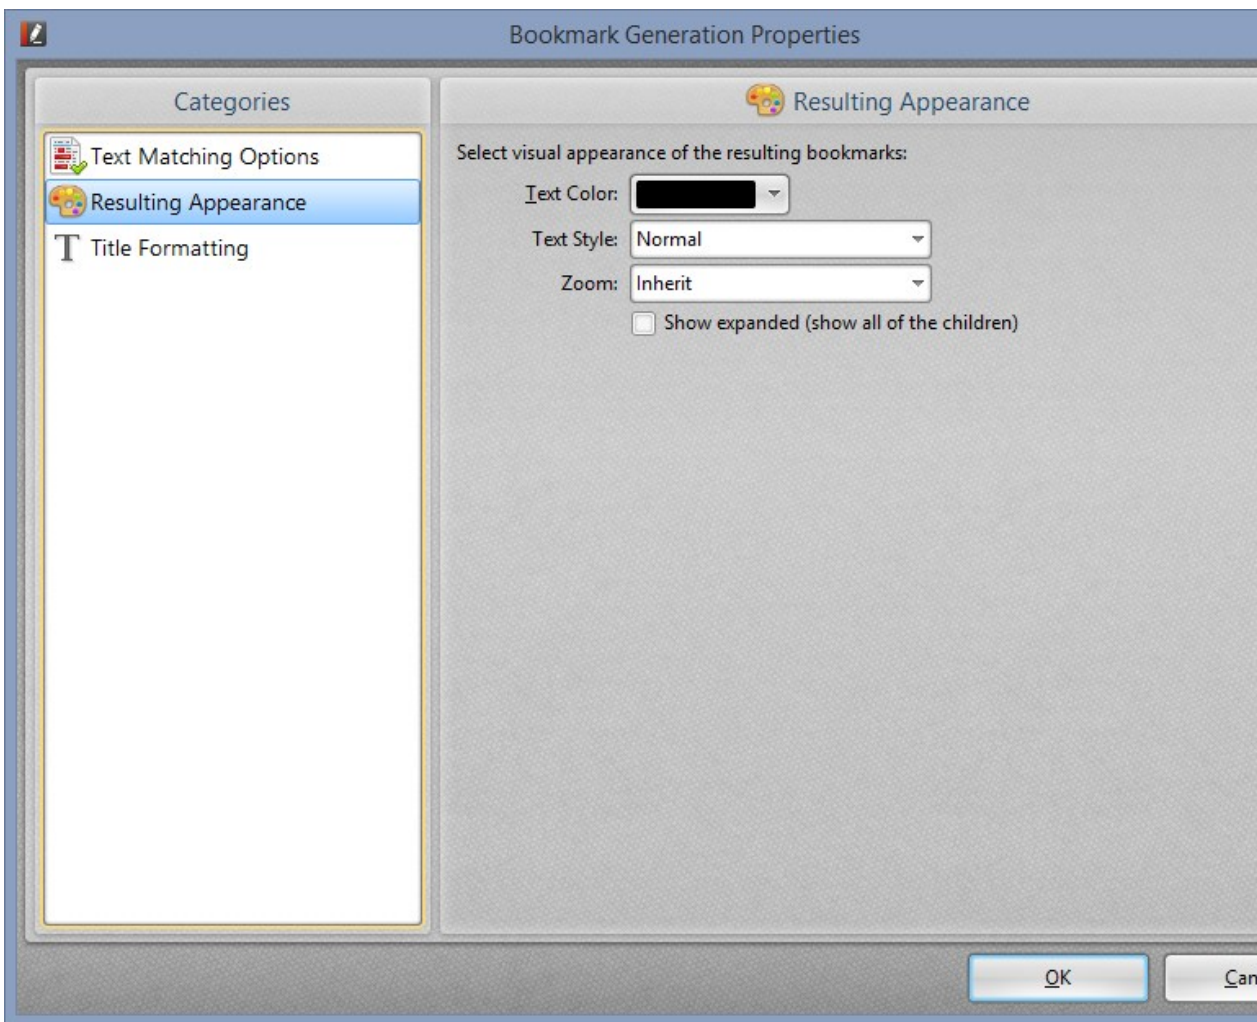 Bookmark Generation Properties
Categories
Text Matching Options
Resulting Appearance
Title Formatting
Resulting Appearance
Select visual appearance of the resulting bookmarks:
Text Color:
Text Style: Normal
Zoom: Inherit
Show expanded (show all of the children)
OK
Can